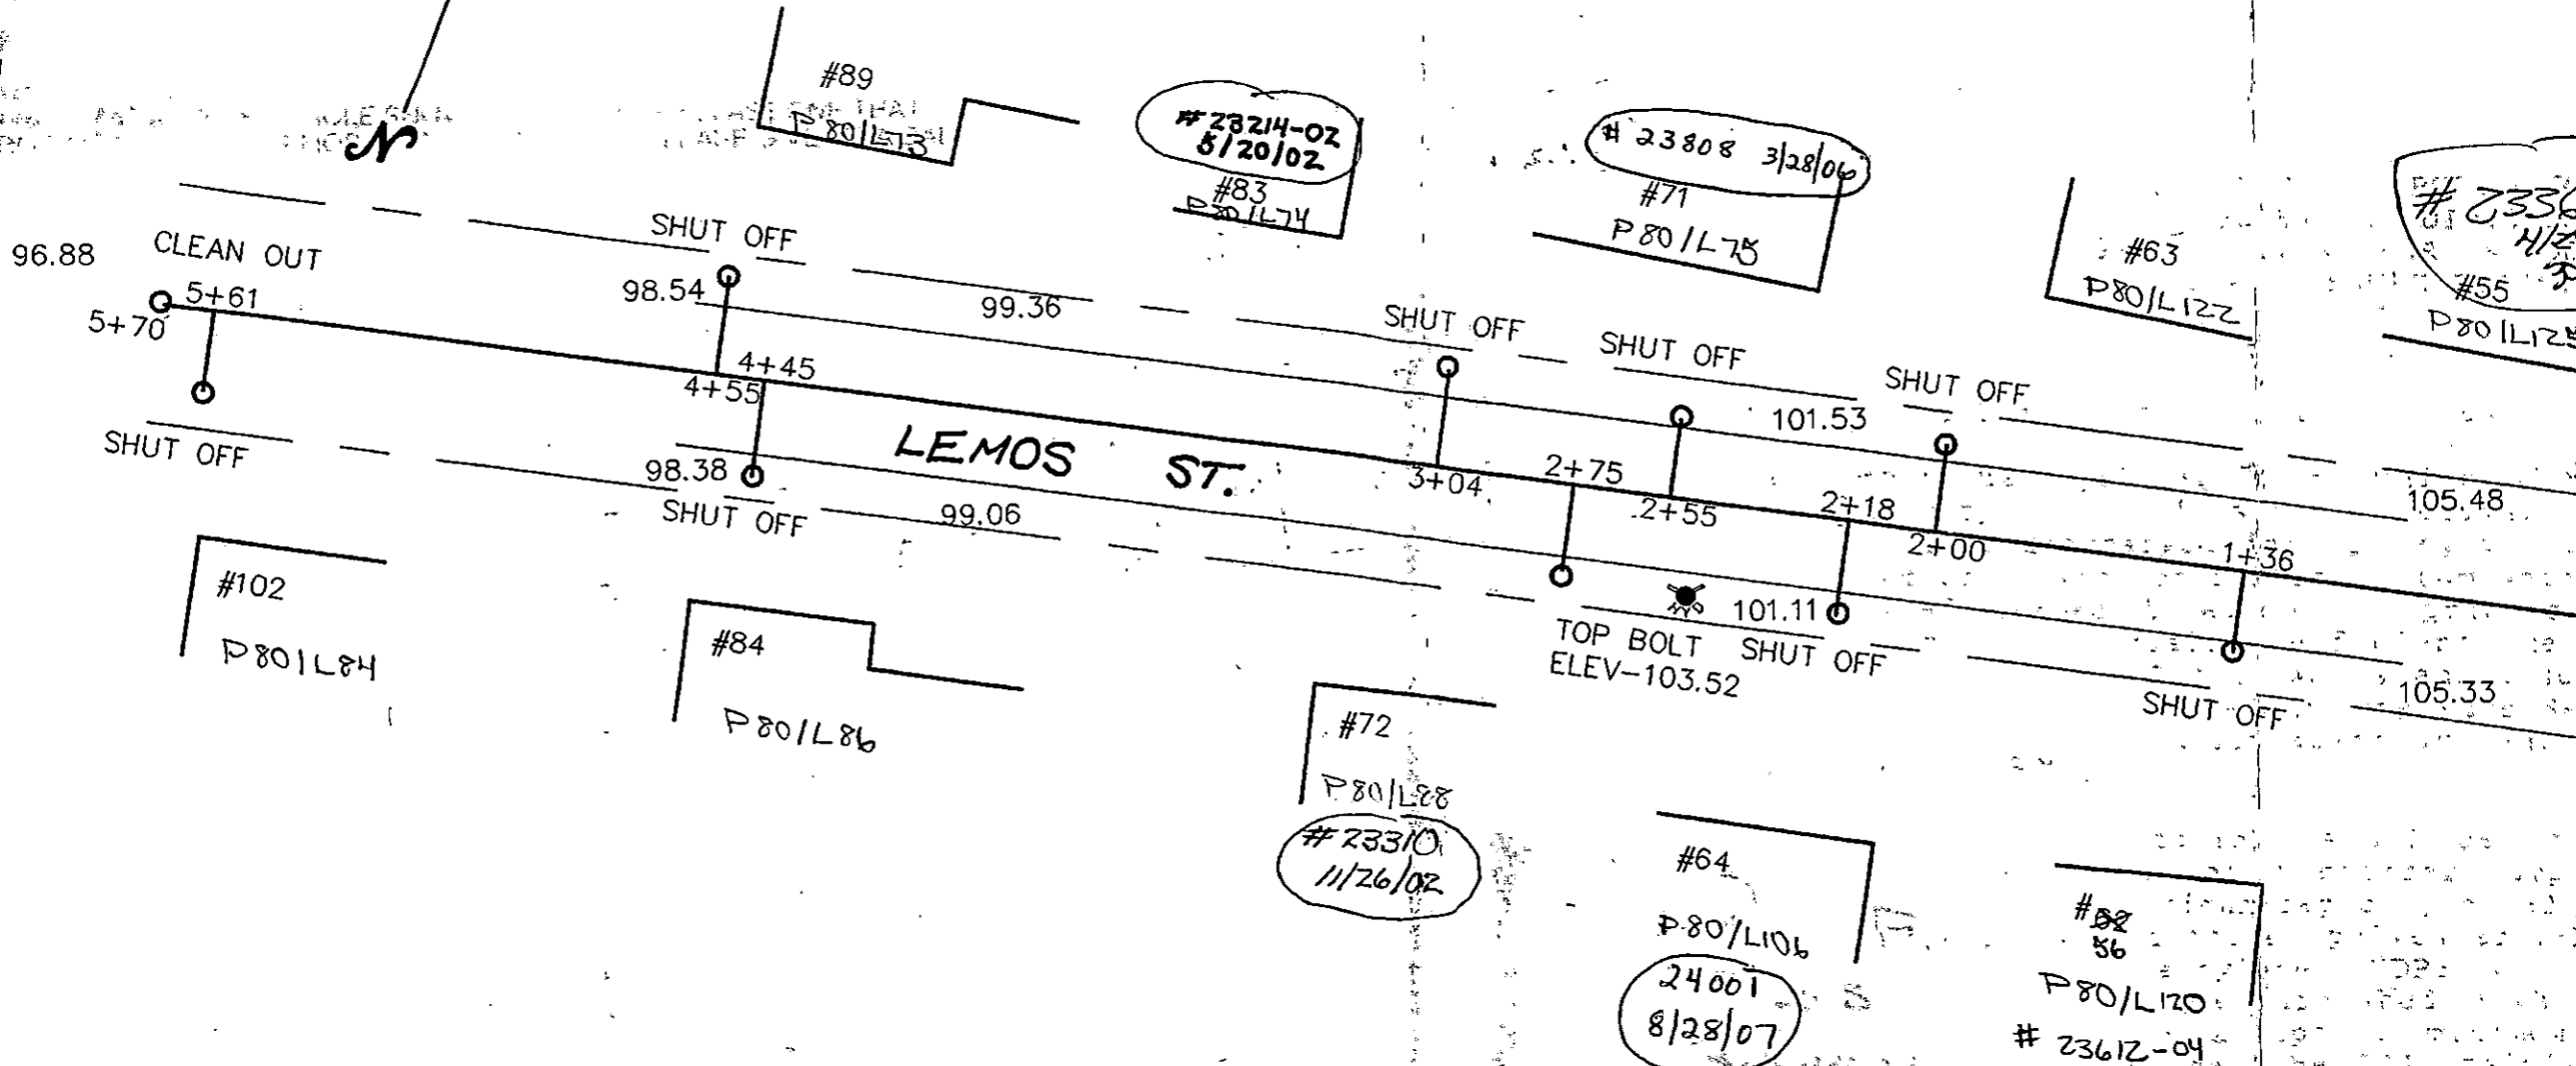 #89
P80/L73
#23214-02
5/20/02
#83
P80/L74
# 23808 3/28/06
#71
P80/L75
#63
P80/L122
#55
N
96.88
CLEAN OUT
5+61
5+70
SHUT OFF
SHUT OFF
98.54
99.36
4+45
4+55
SHUT OFF
SHUT OFF
SHUT OFF
101.53
105.48
LEMOS ST.
98.38
SHUT OFF
99.06
3+04
2+75
2+55
2+18
2+00
1+36
TOP BOLT
ELEV-103.52
101.11
SHUT OFF
SHUT OFF
105.33
#102
P80/L84
#84
P80/L86
#72
P80/L88
#23310
11/26/02
#64
P80/L106
24001
8/28/07
#
56
P80/L120
# 23612-04